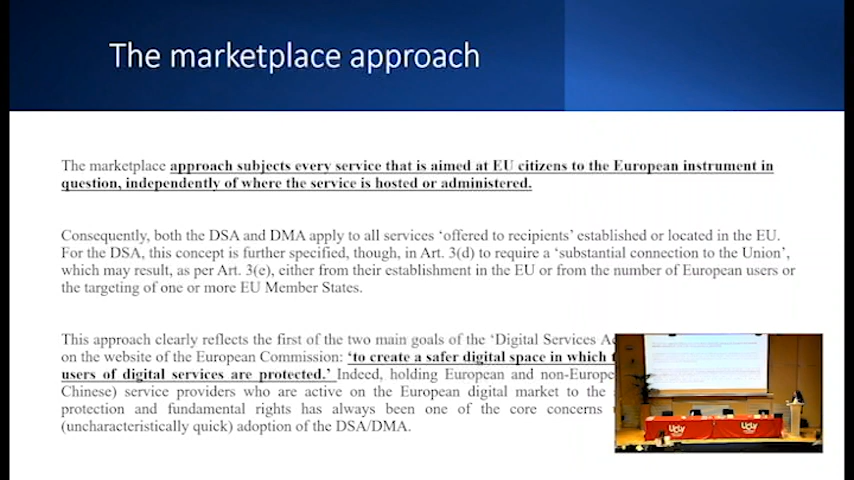 The marketplace approach
The marketplace approach subjects every service that is aimed at EU citizens to the European instrument in
question, independently of where the service is hosted or administered.
Consequently, both the DSA and DMA apply to all services ‘offered to recipients’ established or located in the EU.
For the DSA, this concept is further specified, though, in Art. 3(d) to require a ‘substantial connection to the Union’,
which may result, as per Art. 3(e), either from their establishment in the EU or from the number of European users or
the targeting of one or more EU Member States.
This approach clearly reflects the first of the two main goals of the ‘Digital Services
on the website of the European Commission: ‘to create a safer digital space in which
users of digital services are protected.’ Indeed, holding European and
Chinese) service providers who are active on the European digital market to the
protection and fundamental rights has always been one of the core concerns
(uncharacteristically quick) adoption of the DSA/DMA.
UCLy
UCLy